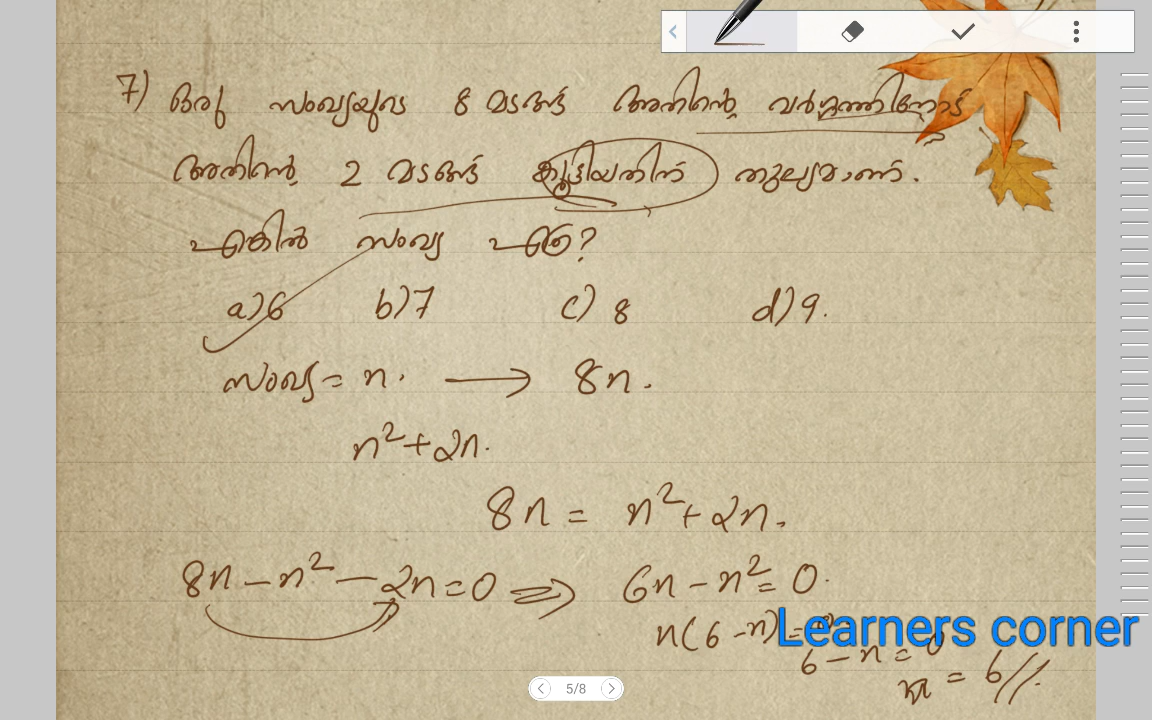 7) ഒരു സംഖ്യയുടെ 8 മടങ്ങ് അതിന്റെ വർഗ്ഗത്തിനോട്
അതിന്റെ 2 മടങ്ങ് കൂട്ടിയതിന് തുല്യമാണ്.
എങ്കിൽ സംഖ്യ ഏത്?
a) 6 b) 7 c) 8 d) 9.
സംഖ്യ = n. → 8n.
n² + 2n.
8n = n² + 2n.
8n - n² - 2n = 0 ⇒ 6n - n² = 0.
n(6 - n) = 0.
Learners corner
6 - n = 0
n = 6//.
5/8